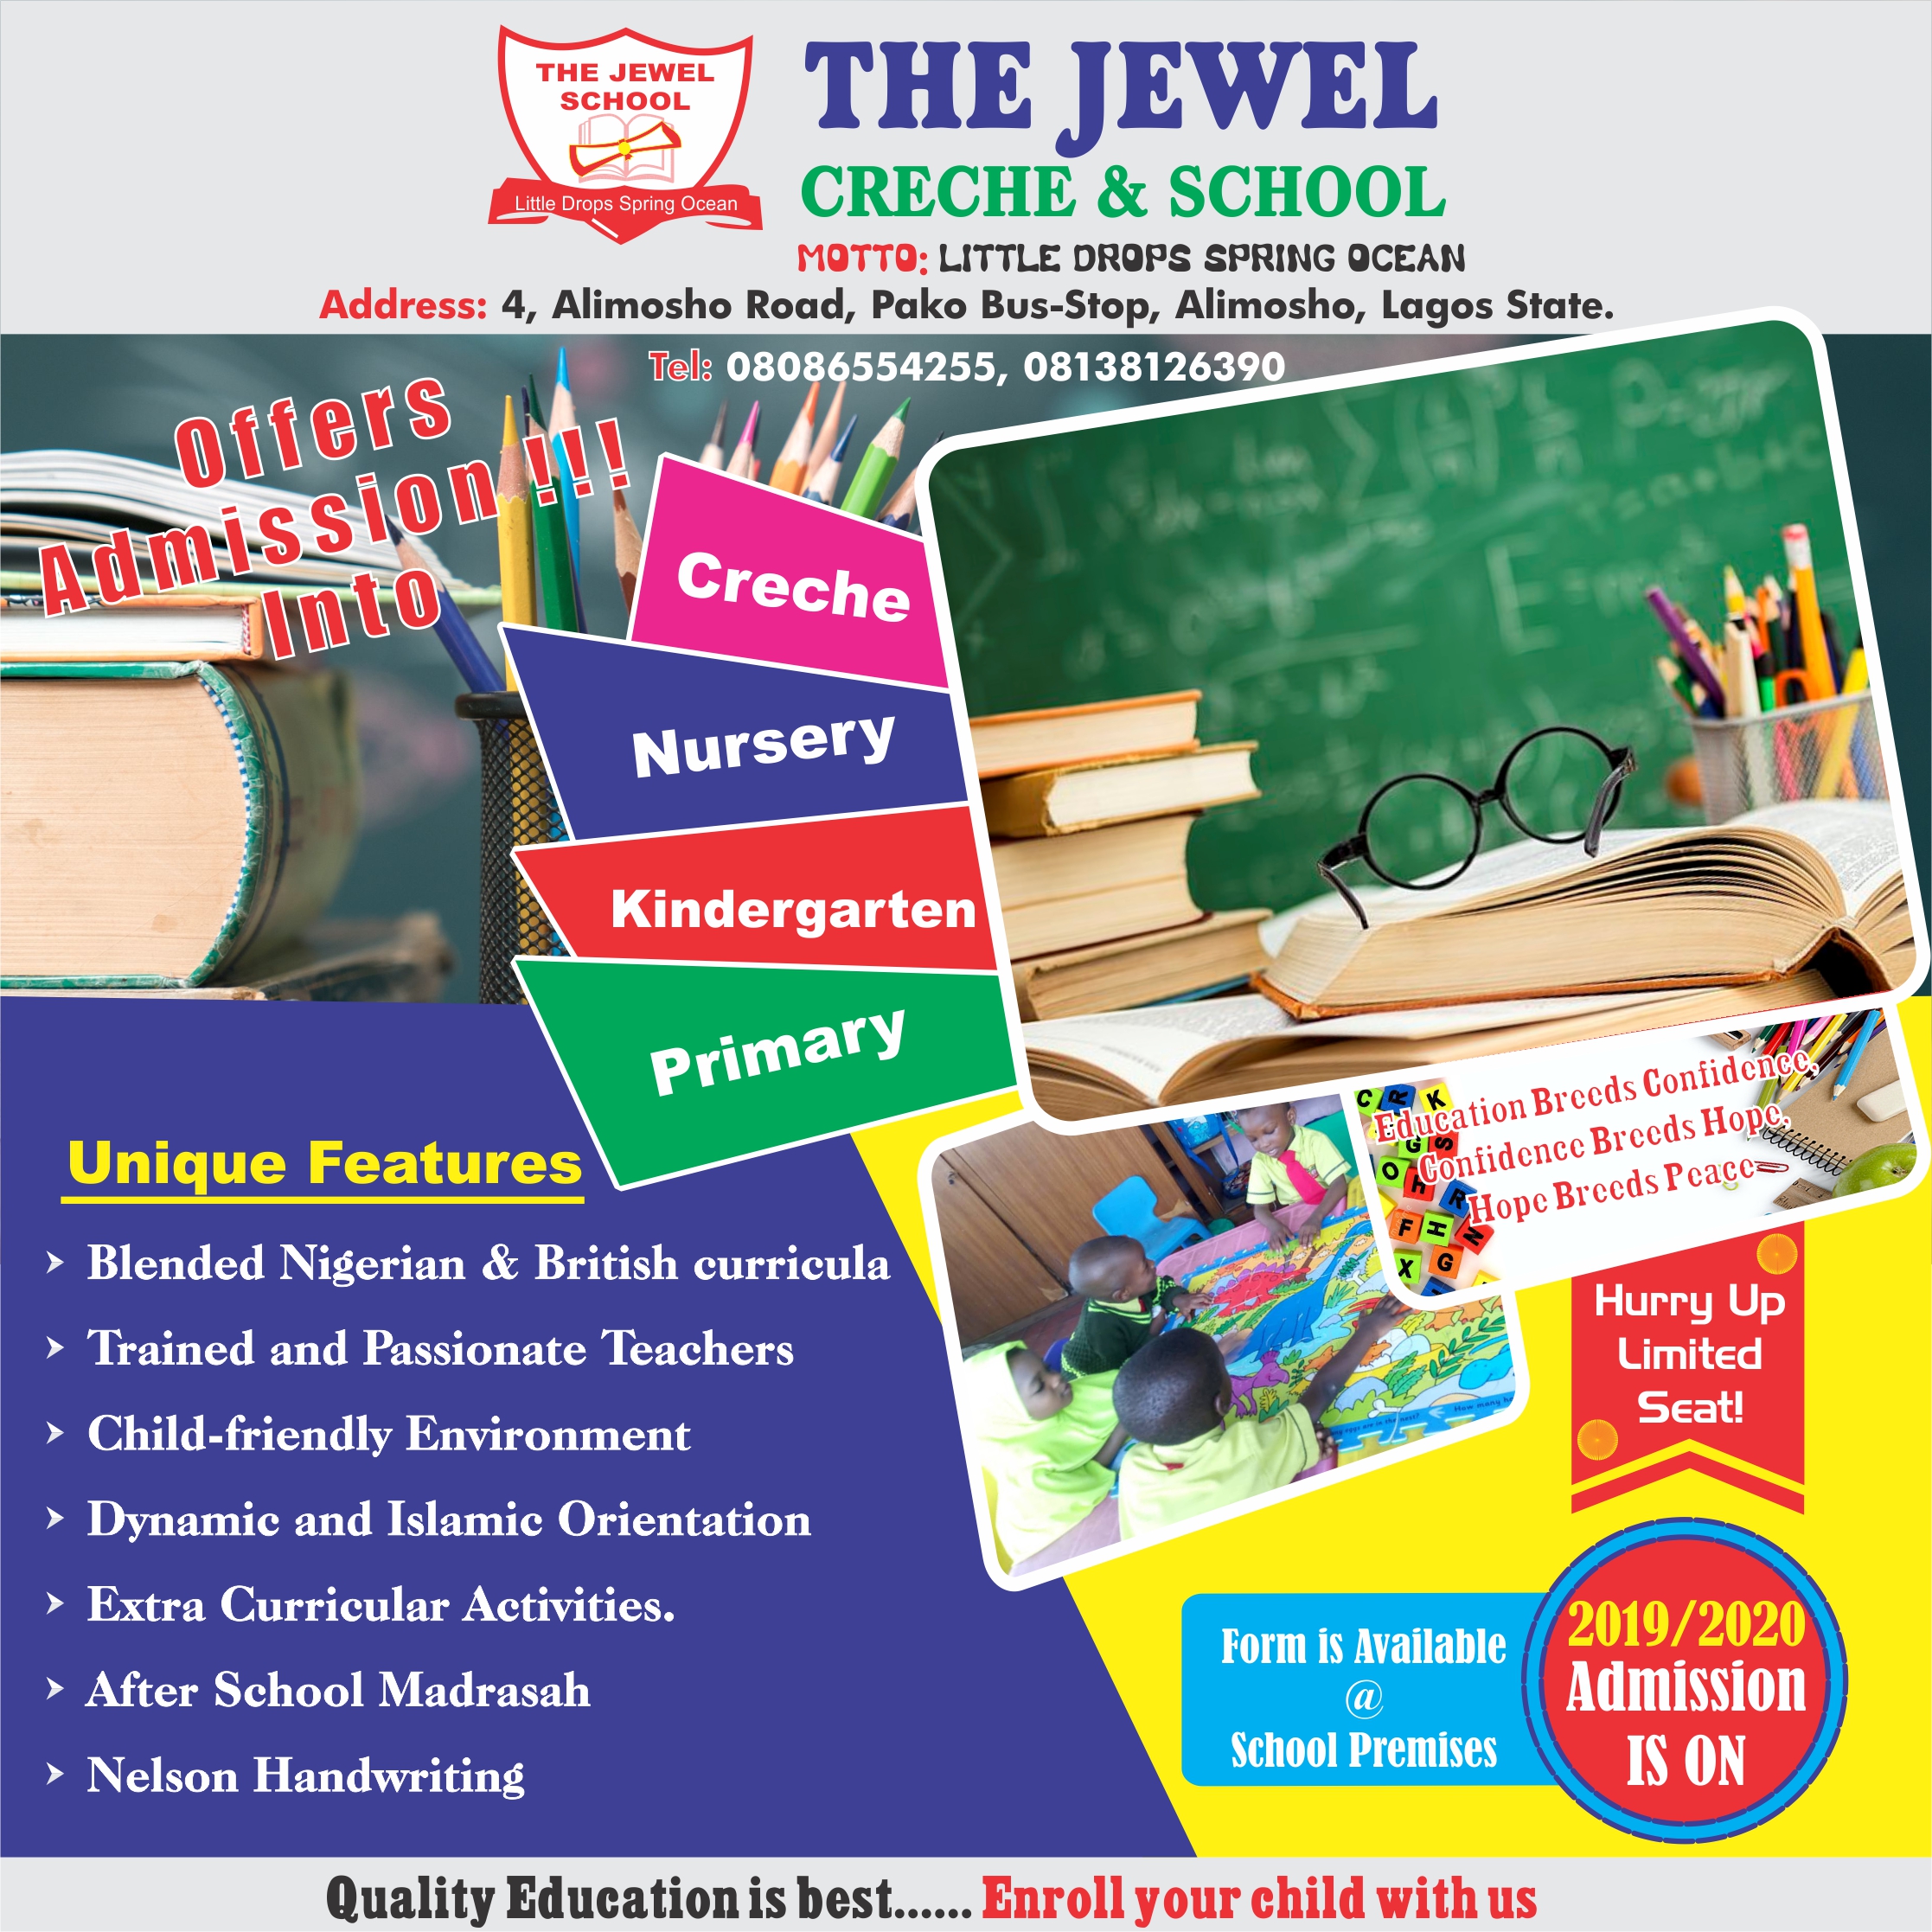 THE JEWEL
SCHOOL
Little Drops Spring Ocean
THE JEWEL
CRECHE & SCHOOL
MOTTO: LITTLE DROPS SPRING OCEAN
Address: 4, Alimosho Road, Pako Bus-Stop, Alimosho, Lagos State.
Tel: 08086554255, 08138126390
Offers
Admission !!!
Into
Creche
Nursery
Kindergarten
Primary
Education Breeds Confidence,
Confidence Breeds Hope,
Hope Breeds Peace
Unique Features
➤ Blended Nigerian & British curricula
➤ Trained and Passionate Teachers
➤ Child-friendly Environment
➤ Dynamic and Islamic Orientation
➤ Extra Curricular Activities.
➤ After School Madrasah
➤ Nelson Handwriting
Hurry Up
Limited
Seat!
Form is Available
@
School Premises
2019/2020
Admission
IS ON
Quality Education is best...... Enroll your child with us